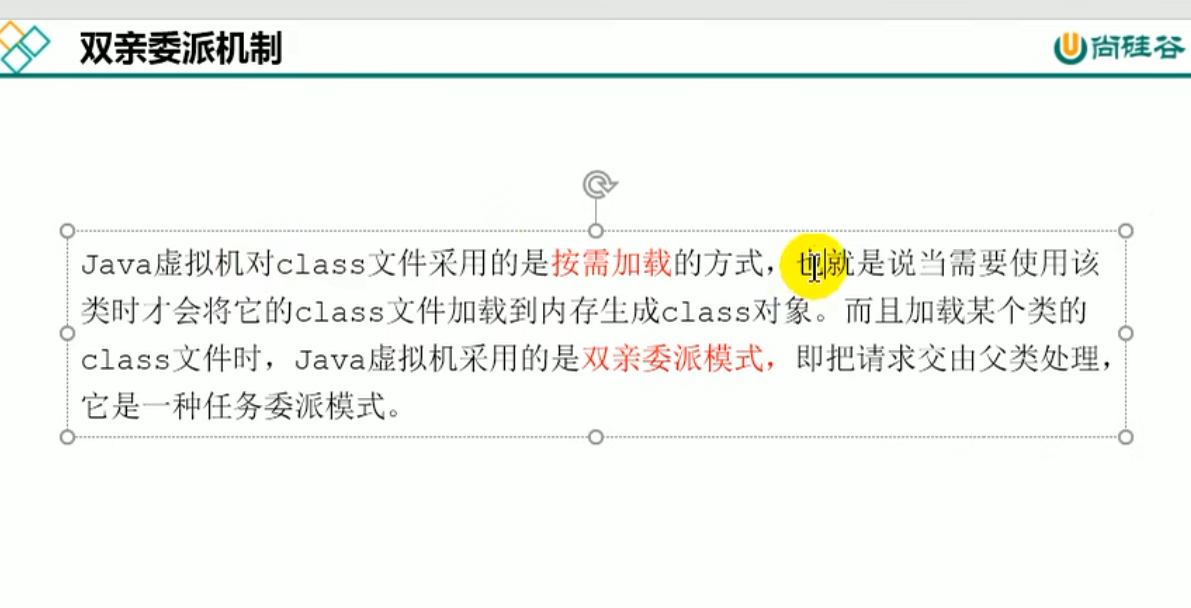 双亲委派机制
尚硅谷
Java虚拟机对class文件采用的是按需加载的方式，也就是说当需要使用该
类时才会将它的class文件加载到内存生成class对象。而且加载某个类的
class文件时，Java虚拟机采用的是双亲委派模式，即把请求交由父类处理，
它是一种任务委派模式。